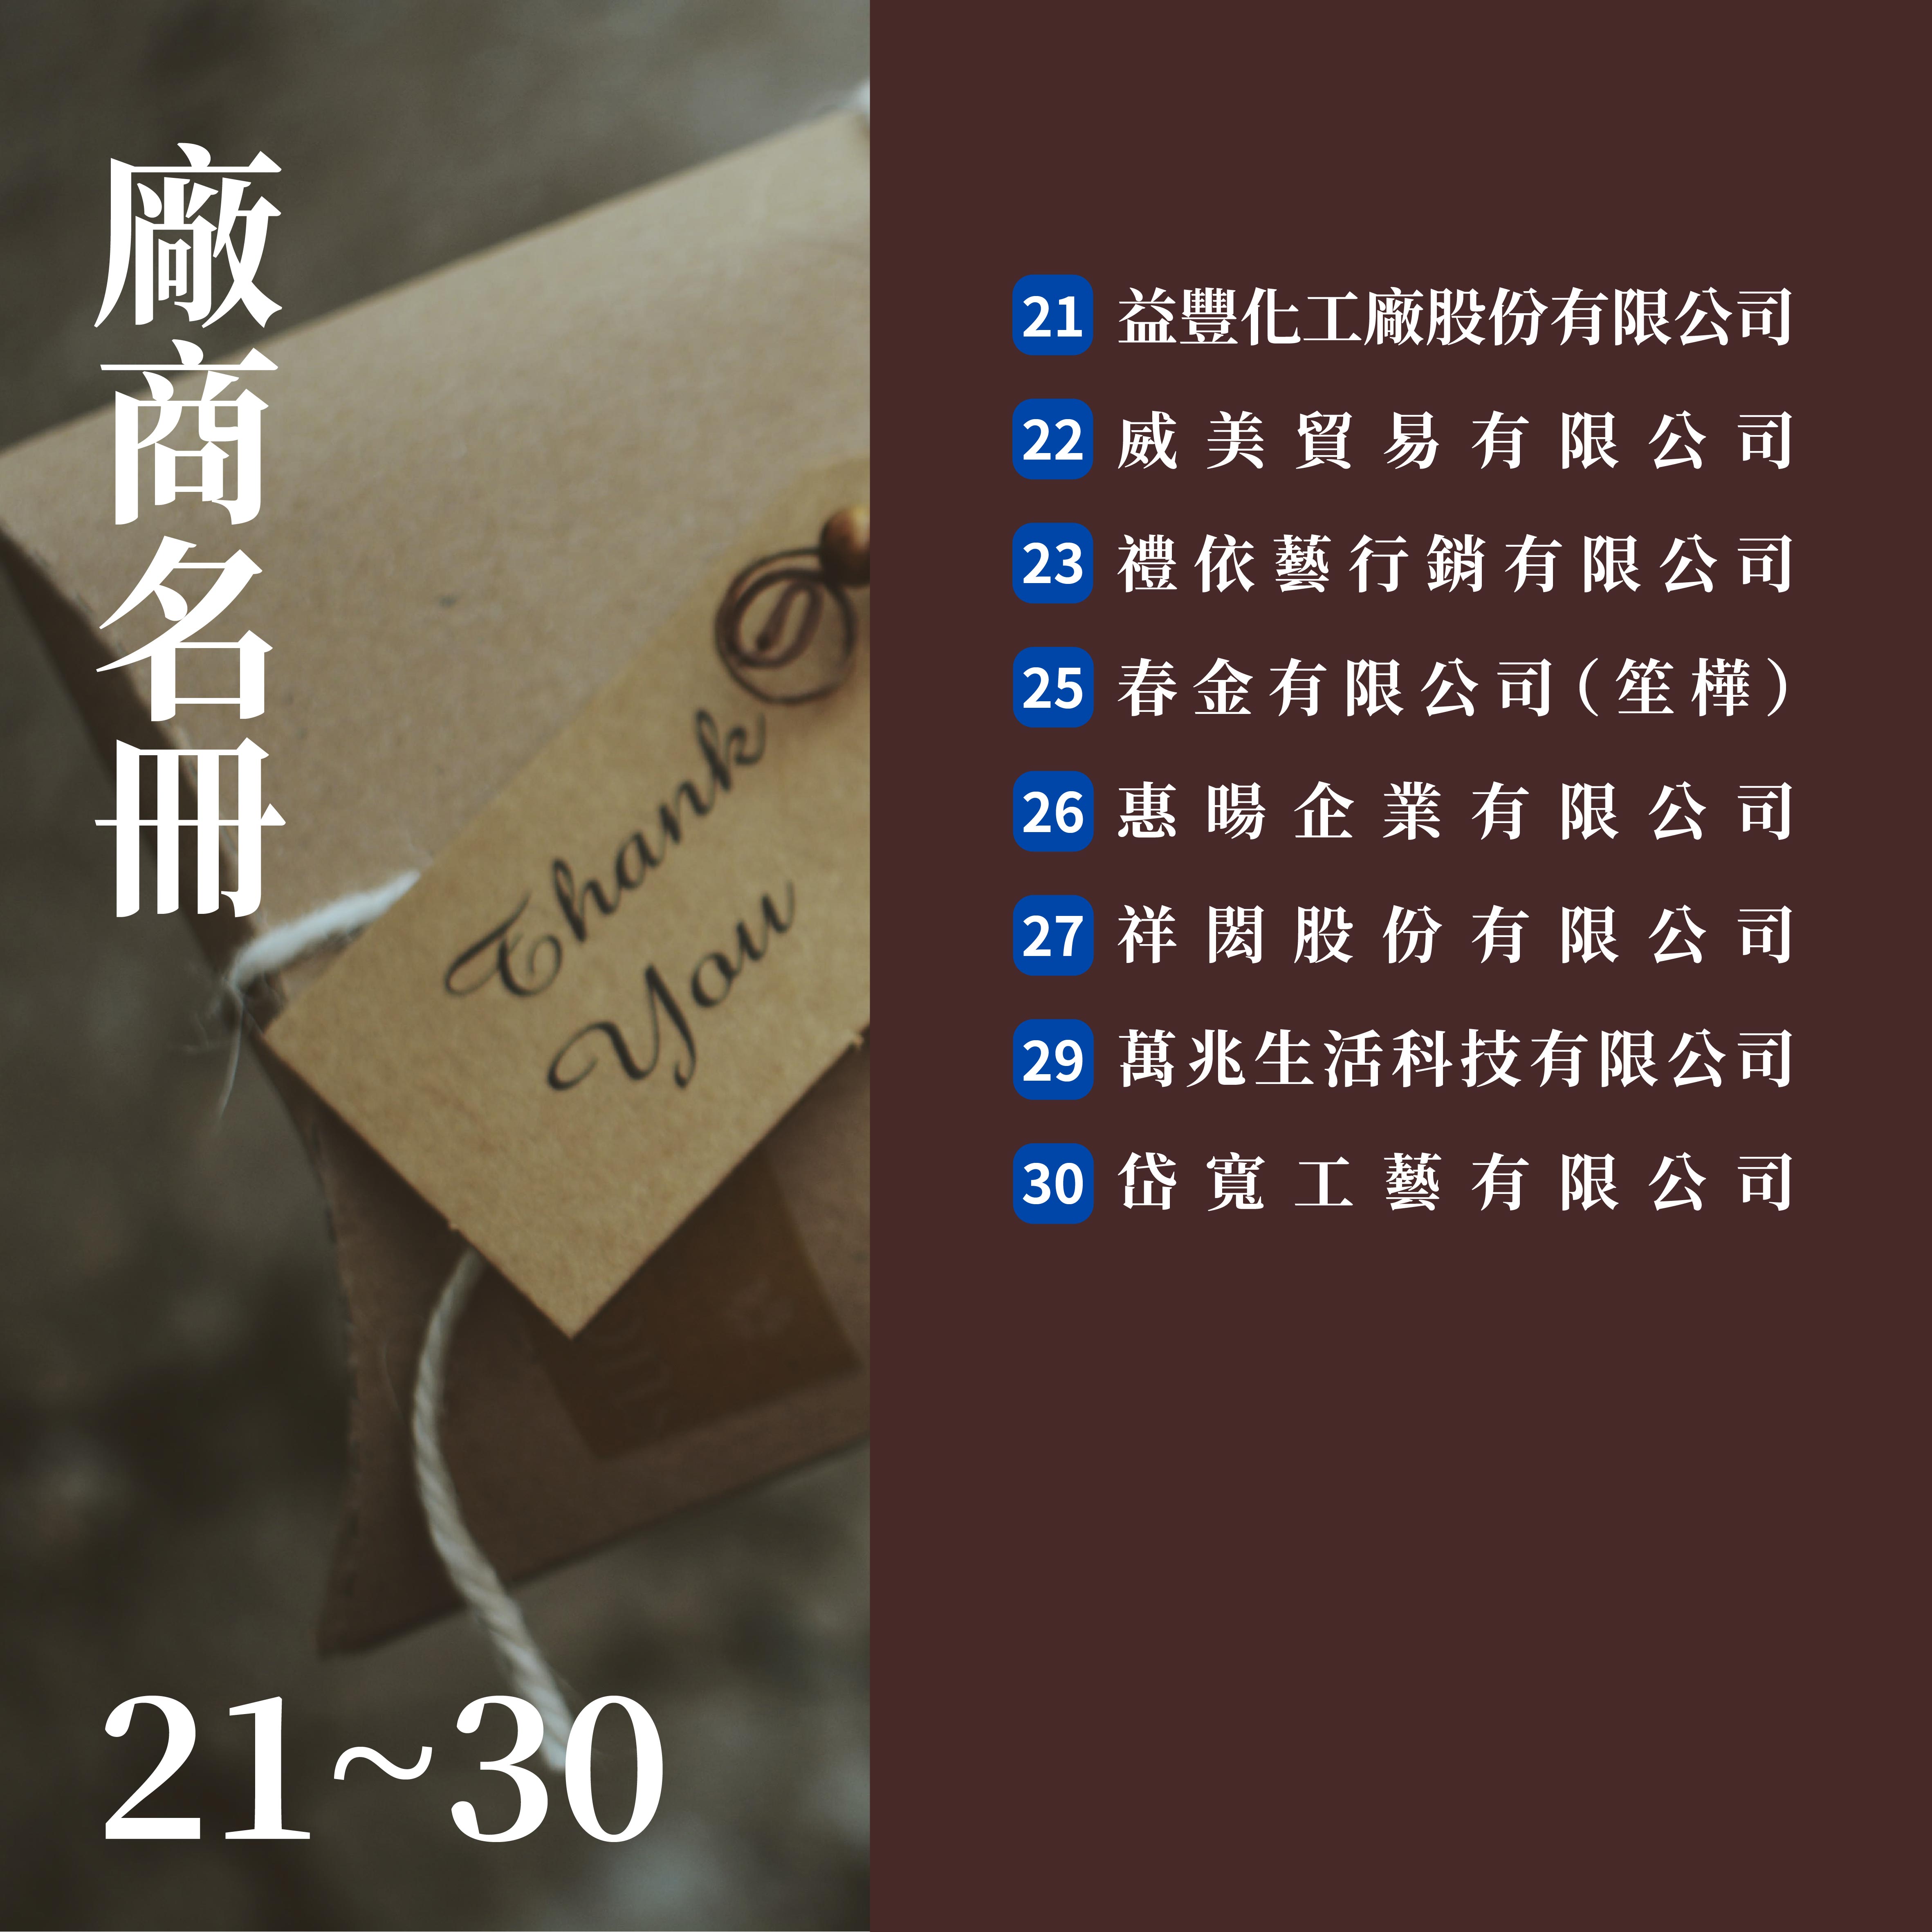 廠商名冊
21~30
Thank
You
21 益豐化工廠股份有限公司
22 威美貿易有限公司
23 禮依藝行銷有限公司
25 春金有限公司(笙樺)
26 惠暘企業有限公司
27 祥閎股份有限公司
29 萬兆生活科技有限公司
30 岱寬工藝有限公司